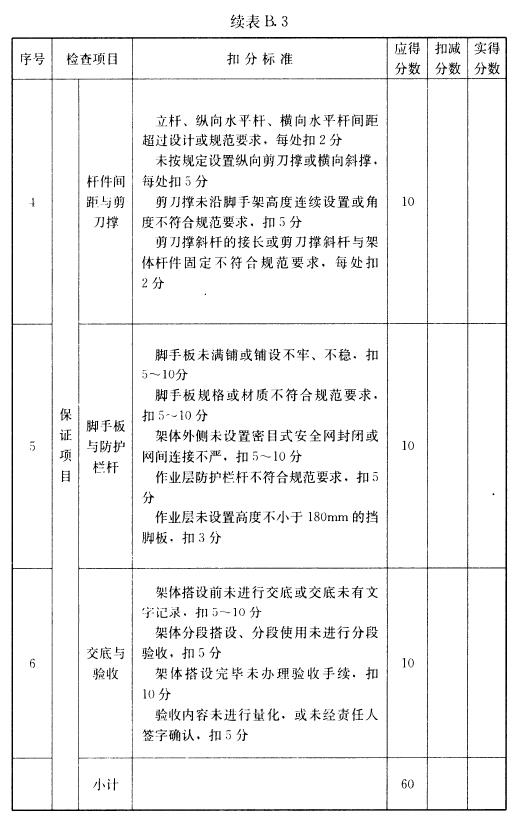 续表 B.3
序号 检查项目 扣分标准 应得分数 扣减分数 实得分数
保证项目
4 杆件间距与剪刀撑 10
立杆、纵向水平杆、横向水平杆间距
超过设计或规范要求，每处扣2分
未按规定设置纵向剪刀撑或横向斜撑，
每处扣5分
剪刀撑未沿脚手架高度连续设置或角
度不符合规范要求，扣5分
剪刀撑斜杆的接长或剪刀撑斜杆与架
体杆件固定不符合规范要求，每处扣
2分
5 脚手板与防护栏杆 10
脚手板未满铺或铺设不牢、不稳，扣
5～10分
脚手板规格或材质不符合规范要求，
扣5～10分
架体外侧未设置密目式安全网封闭或
网间连接不严，扣5～10分
作业层防护栏杆不符合规范要求，扣5
分
作业层未设置高度不小于180mm的挡
脚板，扣3分
6 交底与验收 10
架体搭设前未进行交底或交底未有文
字记录，扣5～10分
架体分段搭设、分段使用未进行分段
验收，扣5分
架体搭设完毕未办理验收手续，扣
10分
验收内容未进行量化，或未经责任人
签字确认，扣5分
小计 60